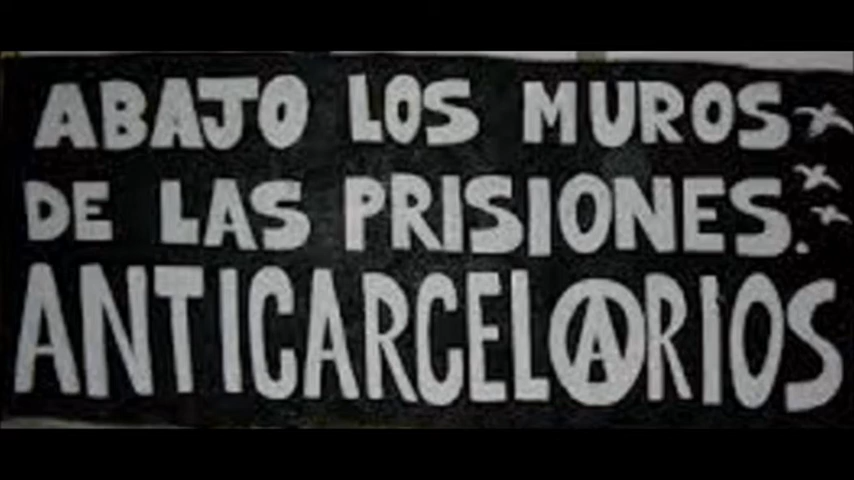 ABAJO LOS MUROS
DE LAS PRISIONES.
ANTICARCELARIOS